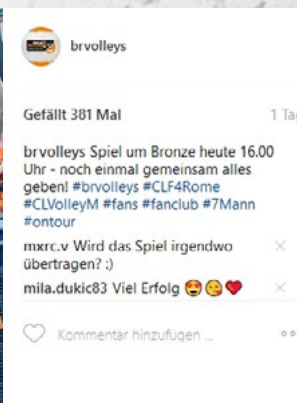 brvolleys
Gefällt 381 Mal 1 Tag
brvolleys Spiel um Bronze heute 16.00
Uhr - noch einmal gemeinsam alles
geben! #brvolleys #CLF4Rome
#CLVolleyM #fans #fanclub #7Mann
#ontour
mxrc.v Wird das Spiel irgendwo
übertragen? :)
mila.dukic83 Viel Erfolg 😍😘❤️
Kommentar hinzufügen ...